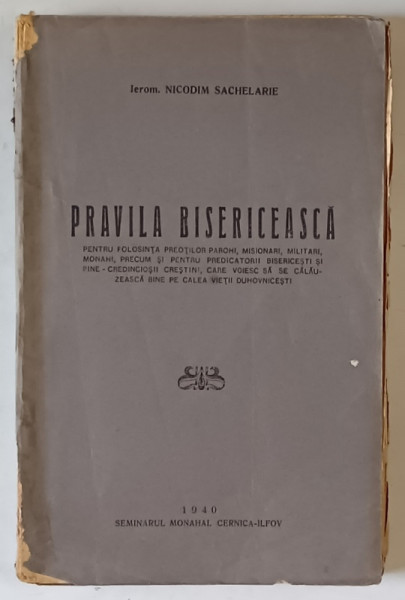 Ierom. NICODIM SACHELARIE
PRAVILA BISERICEASCĂ
PENTRU FOLOSINȚA PREOȚILOR PAROHI, MISIONARI, MILITARI,
MONAHI, PRECUM ȘI PENTRU PREDICATORII BISERICEȘTI ȘI
BINE-CREDINCIOȘII CREȘTINI, CARE VOIESC SĂ SE CĂLĂU-
ZEASCĂ BINE PE CALEA VIEȚII DUHOVNICEȘTI
1940
SEMINARUL MONAHAL CERNICA-ILFOV